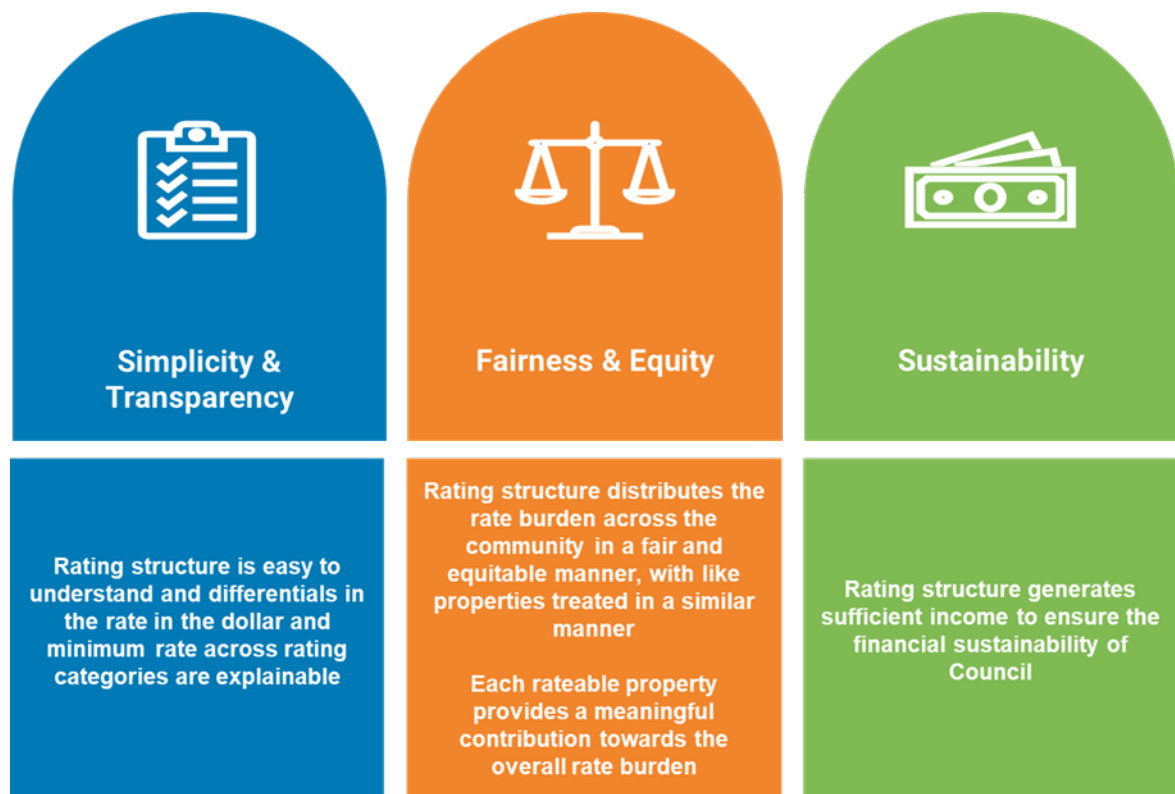 Simplicity &
Transparency
Rating structure is easy to
understand and differentials in
the rate in the dollar and
minimum rate across rating
categories are explainable
Fairness & Equity
Rating structure distributes the
rate burden across the
community in a fair and
equitable manner, with like
properties treated in a similar
manner
Each rateable property
provides a meaningful
contribution towards the
overall rate burden
Sustainability
Rating structure generates
sufficient income to ensure the
financial sustainability of
Council